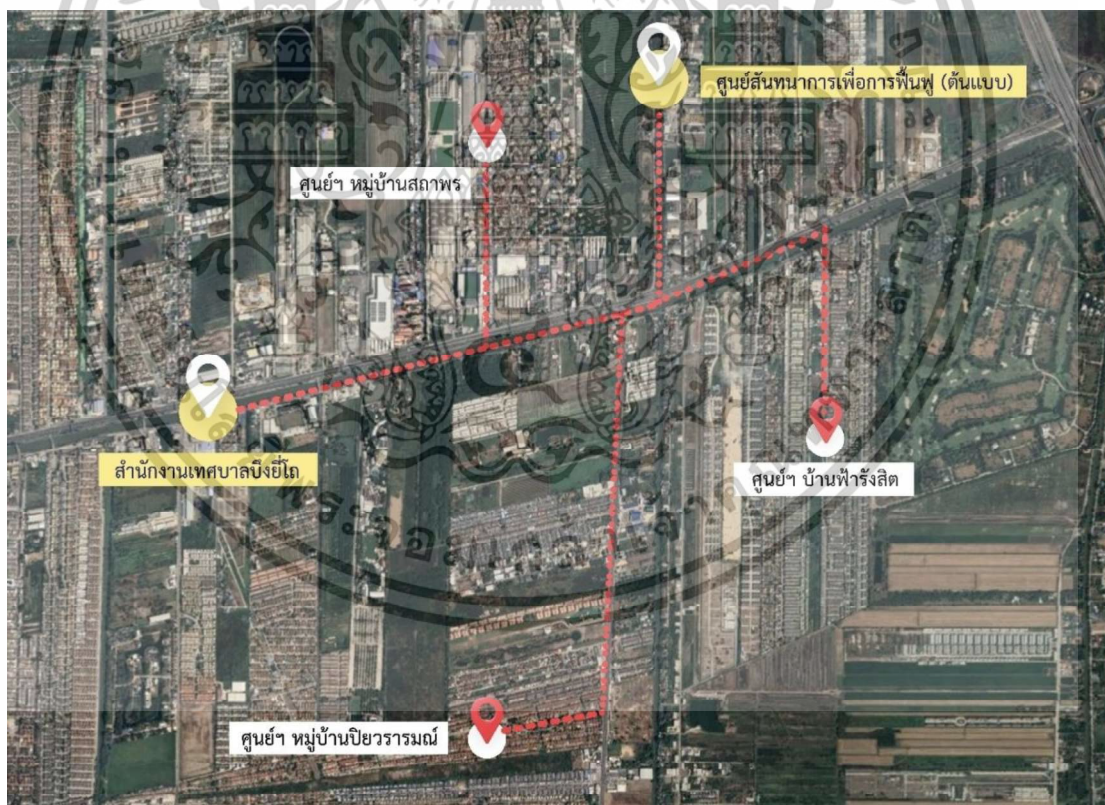 ศูนย์สันทนาการเพื่อการฟื้นฟู (ต้นแบบ)
ศูนย์ฯ หมู่บ้านสถาพร
สำนักงานเทศบาลบึงยี่โถ
ศูนย์ฯ บ้านฟ้ารังสิต
ศูนย์ฯ หมู่บ้านปิยวรารมณ์